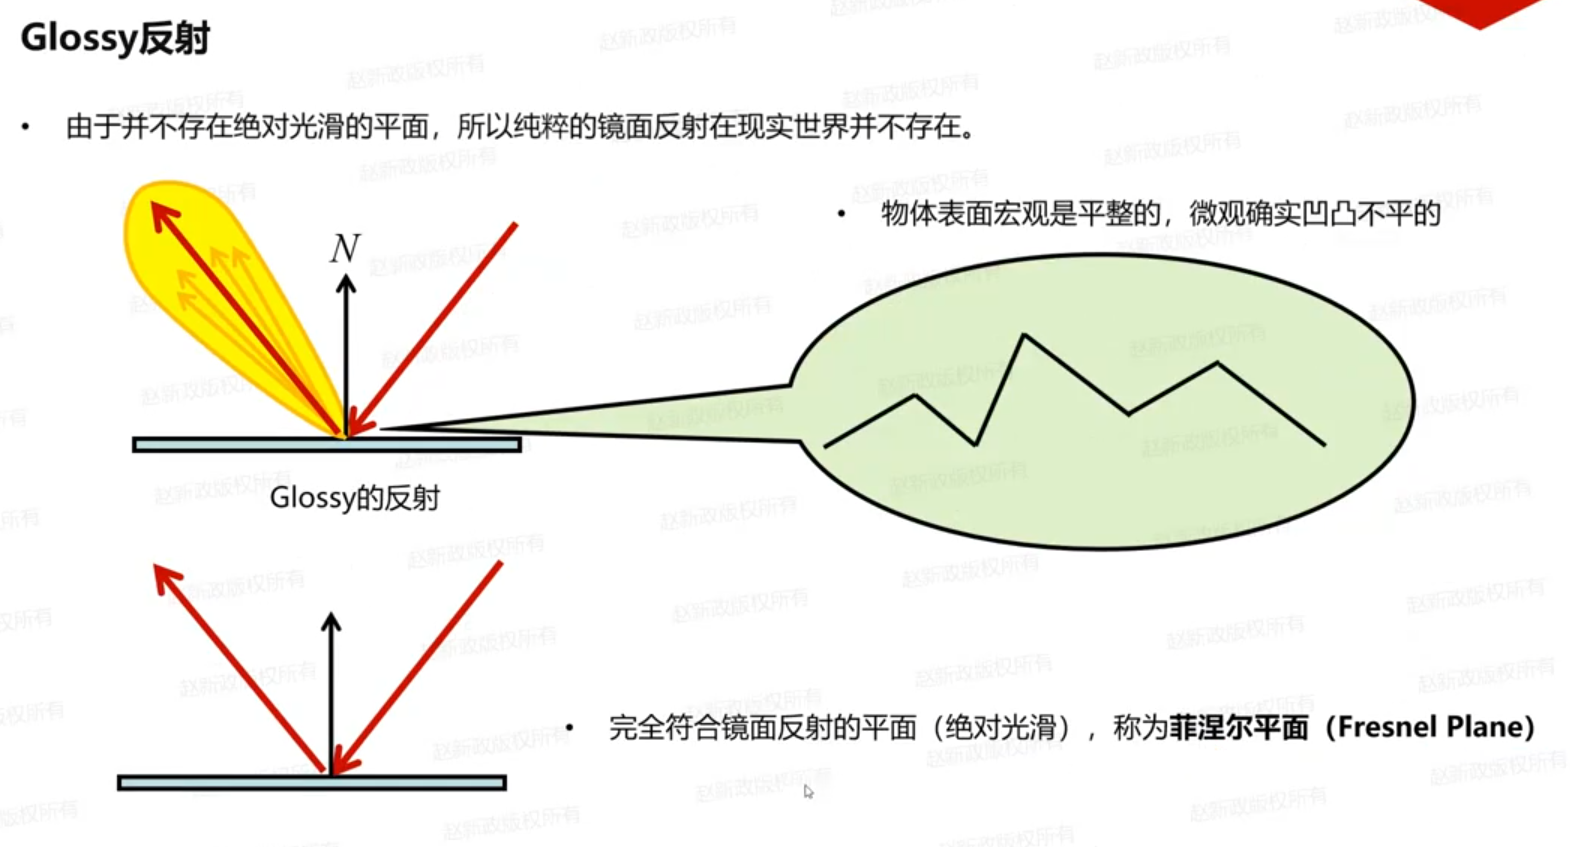 Glossy反射
• 由于并不存在绝对光滑的平面，所以纯粹的镜面反射在现实世界并不存在。
• 物体表面宏观是平整的，微观确实凹凸不平的
N
Glossy的反射
• 完全符合镜面反射的平面（绝对光滑），称为菲涅尔平面（Fresnel Plane）
赵新政版权所有